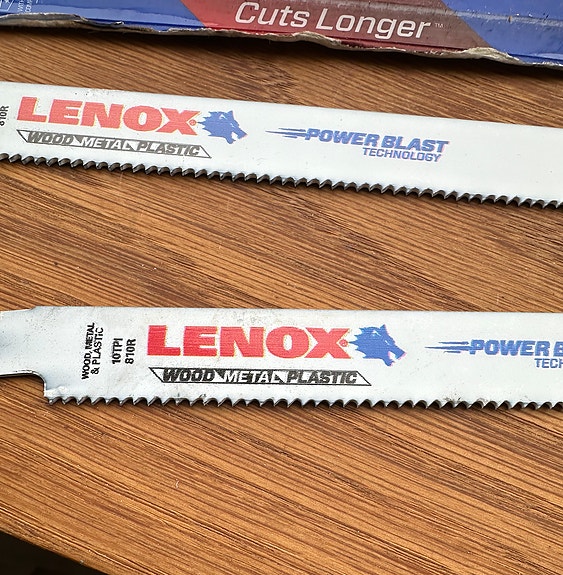 Cuts Longer™
810R
LENOX®
WOOD METAL PLASTIC
POWER BLAST
TECHNOLOGY
WOOD, METAL
& PLASTIC
10TPI
810R
LENOX®
WOOD METAL PLASTIC
POWER B
TECH